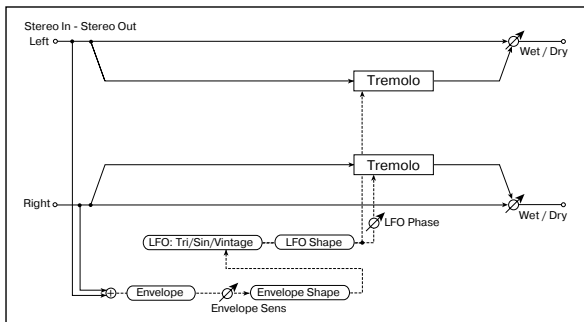 Stereo In - Stereo Out
Left
Wet / Dry
Tremolo
Tremolo
Right
LFO Phase
Wet / Dry
LFO: Tri/Sin/Vintage
LFO Shape
Envelope
Envelope Shape
Envelope Sens